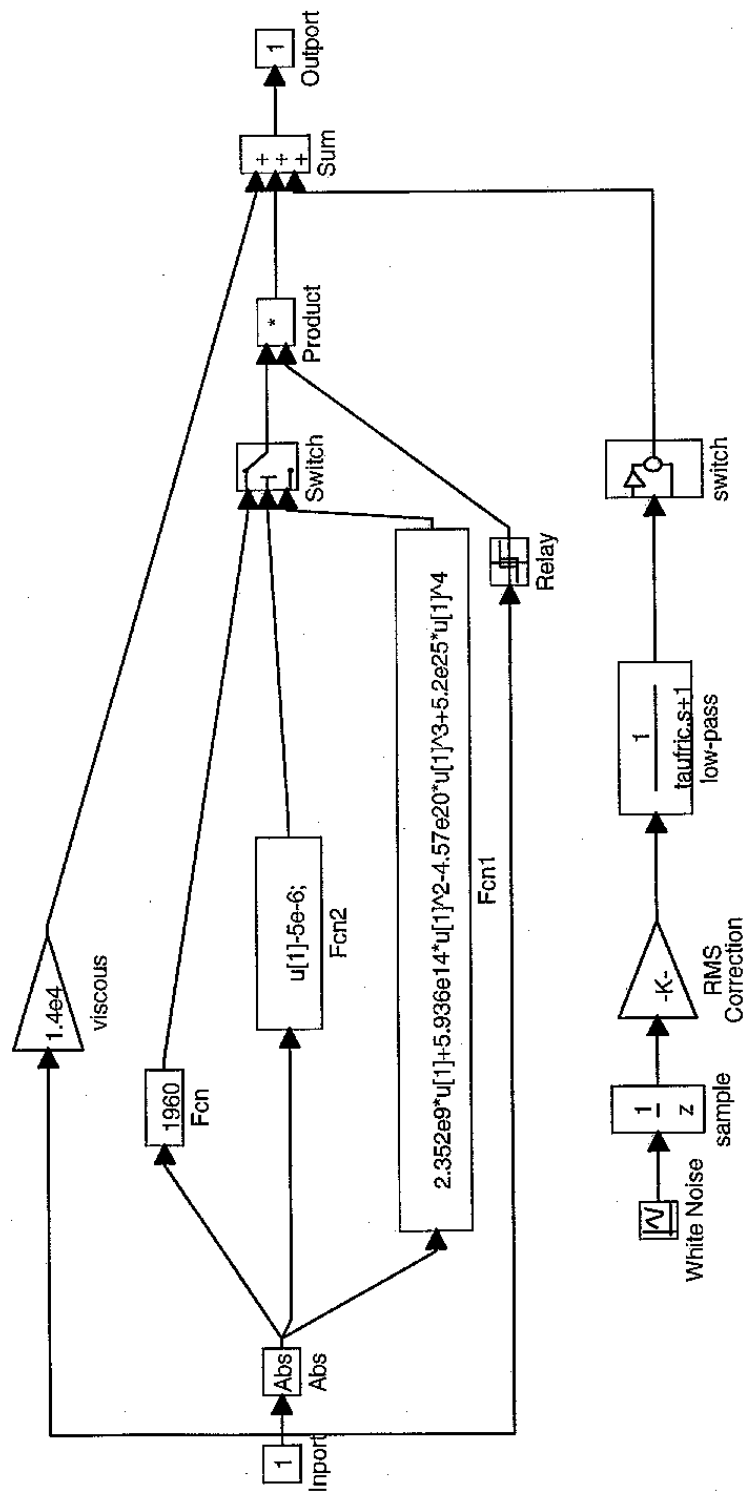 1.4e4
viscous
1
Inport
Abs
Abs
1960
Fcn
u[1]-5e-6;
Fcn2
2.352e9*u[1]+5.936e14*u[1]^2-4.57e20*u[1]^3+5.2e25*u[1]^4
Fcn1
Switch
*
Product
+
+
+
Sum
1
Outport
Relay
White Noise
1
z
sample
-K-
RMS
Correction
1
taufric.s+1
low-pass
switch